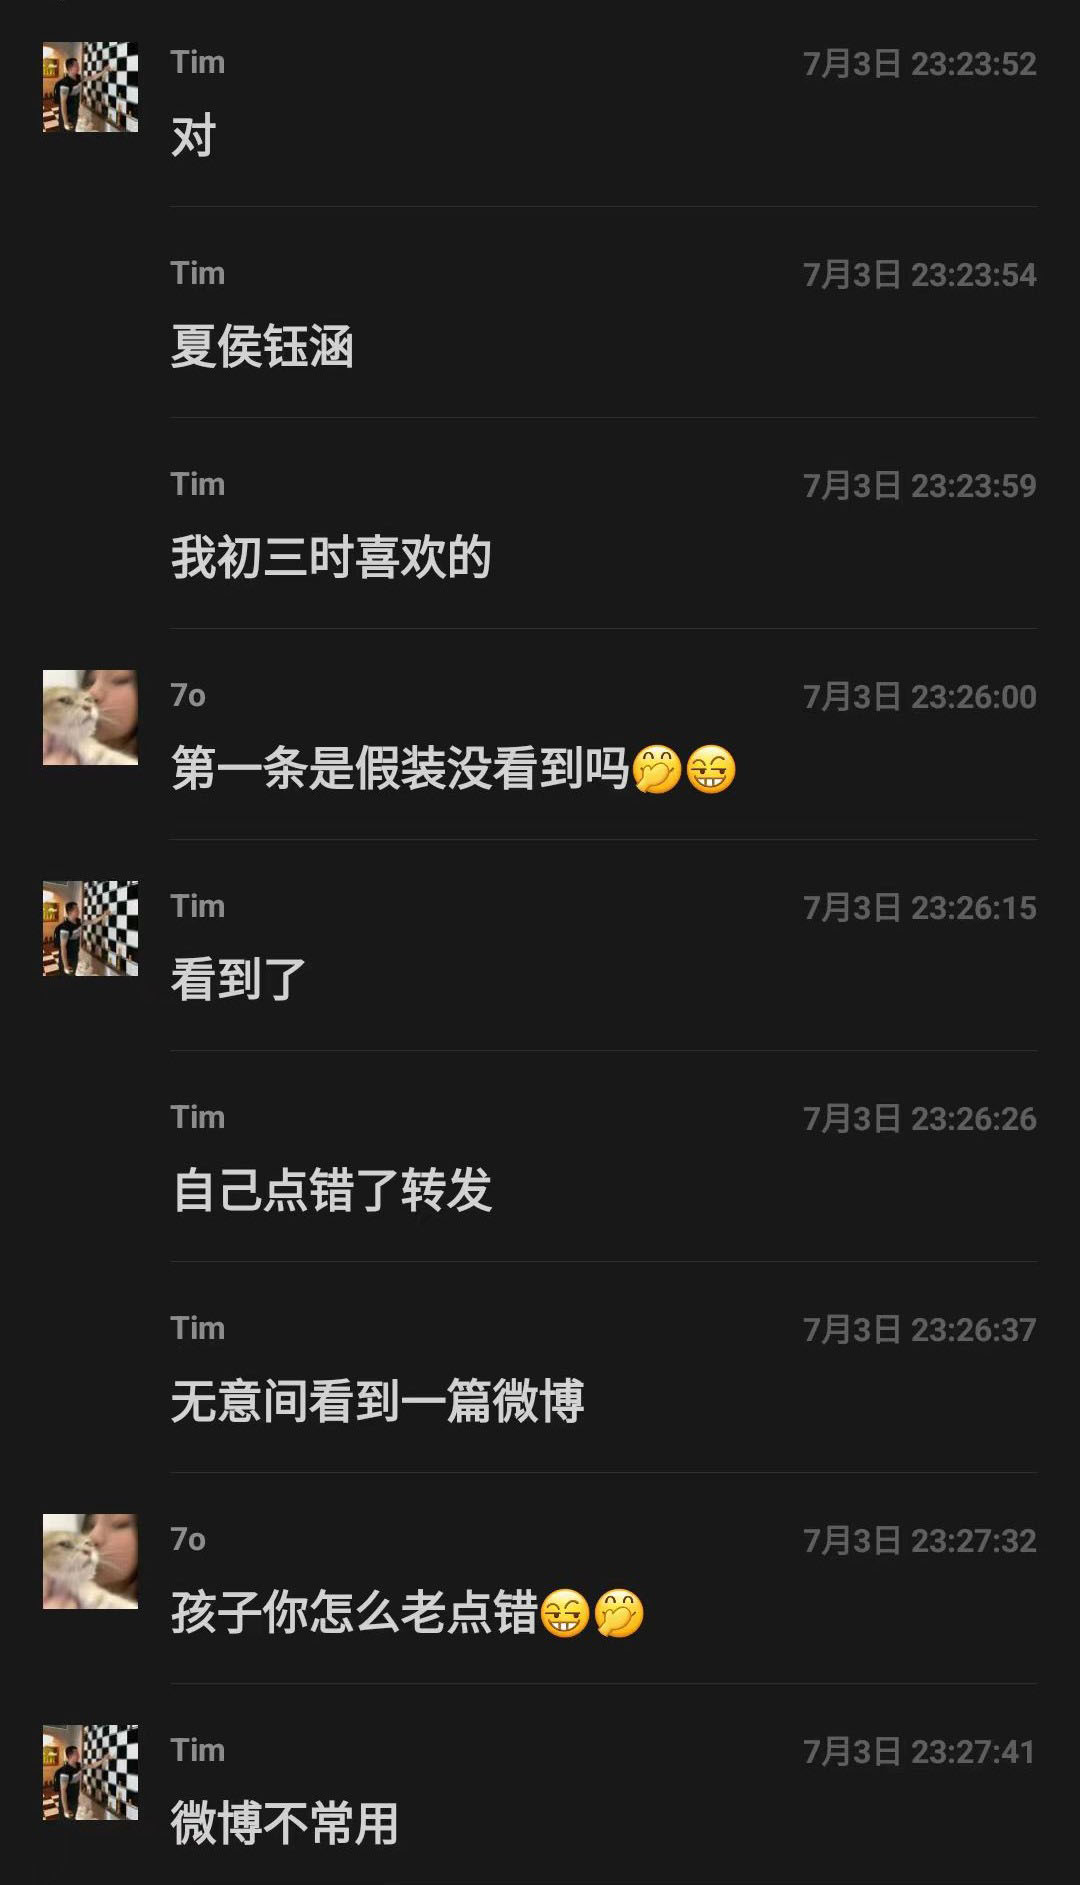 Tim 7月3日 23:23:52
对
Tim 7月3日 23:23:54
夏侯钰涵
Tim 7月3日 23:23:59
我初三时喜欢的
7o 7月3日 23:26:00
第一条是假装没看到吗🤭😁
Tim 7月3日 23:26:15
看到了
Tim 7月3日 23:26:26
自己点错了转发
Tim 7月3日 23:26:37
无意间看到一篇微博
7o 7月3日 23:27:32
孩子你怎么老点错😁🤭
Tim 7月3日 23:27:41
微博不常用